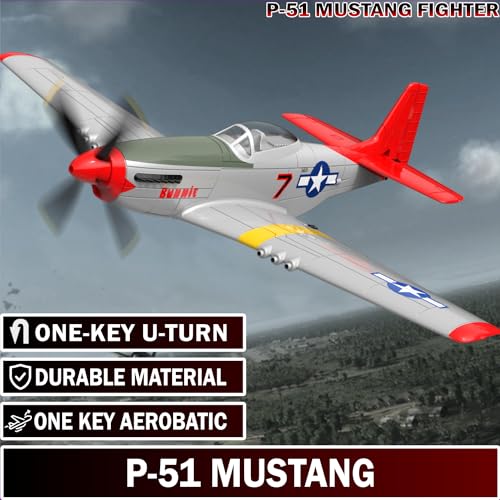 P-51 MUSTANG FIGHTER
Bunnie
7
ONE-KEY U-TURN
DURABLE MATERIAL
ONE KEY AEROBATIC
P-51 MUSTANG